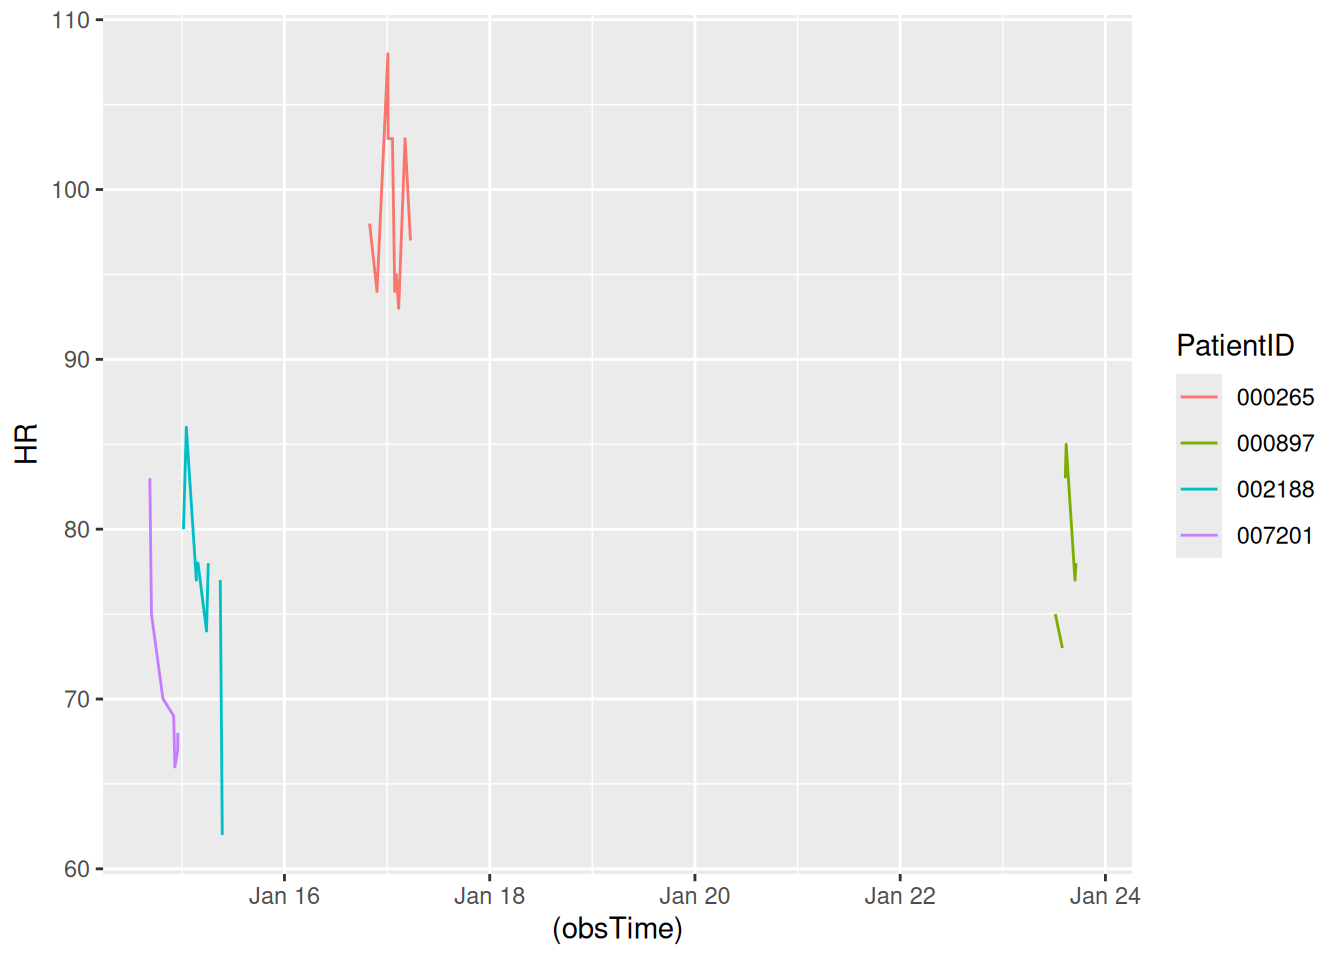 110
100
90
80
70
60
HR
Jan 16
Jan 18
Jan 20
Jan 22
Jan 24
(obsTime)
PatientID
000265
000897
002188
007201